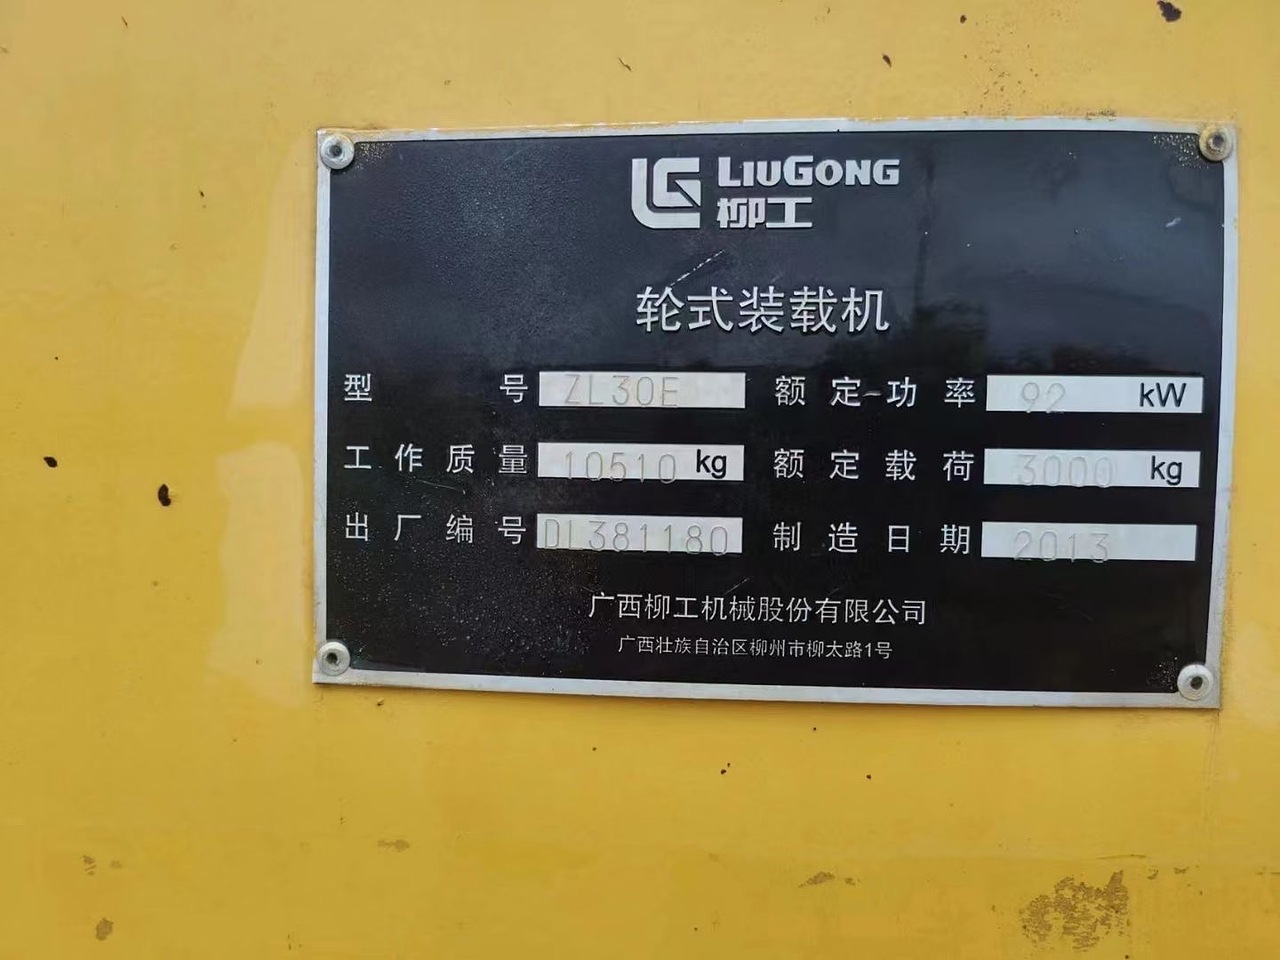 LG LIUGONG
柳工
轮式装载机
型号 ZL30E 额定功率 92 kW
工作质量 10510 kg 额定载荷 3000 kg
出厂编号 DL381180 制造日期 2013
广西柳工机械股份有限公司
广西壮族自治区柳州市柳太路1号